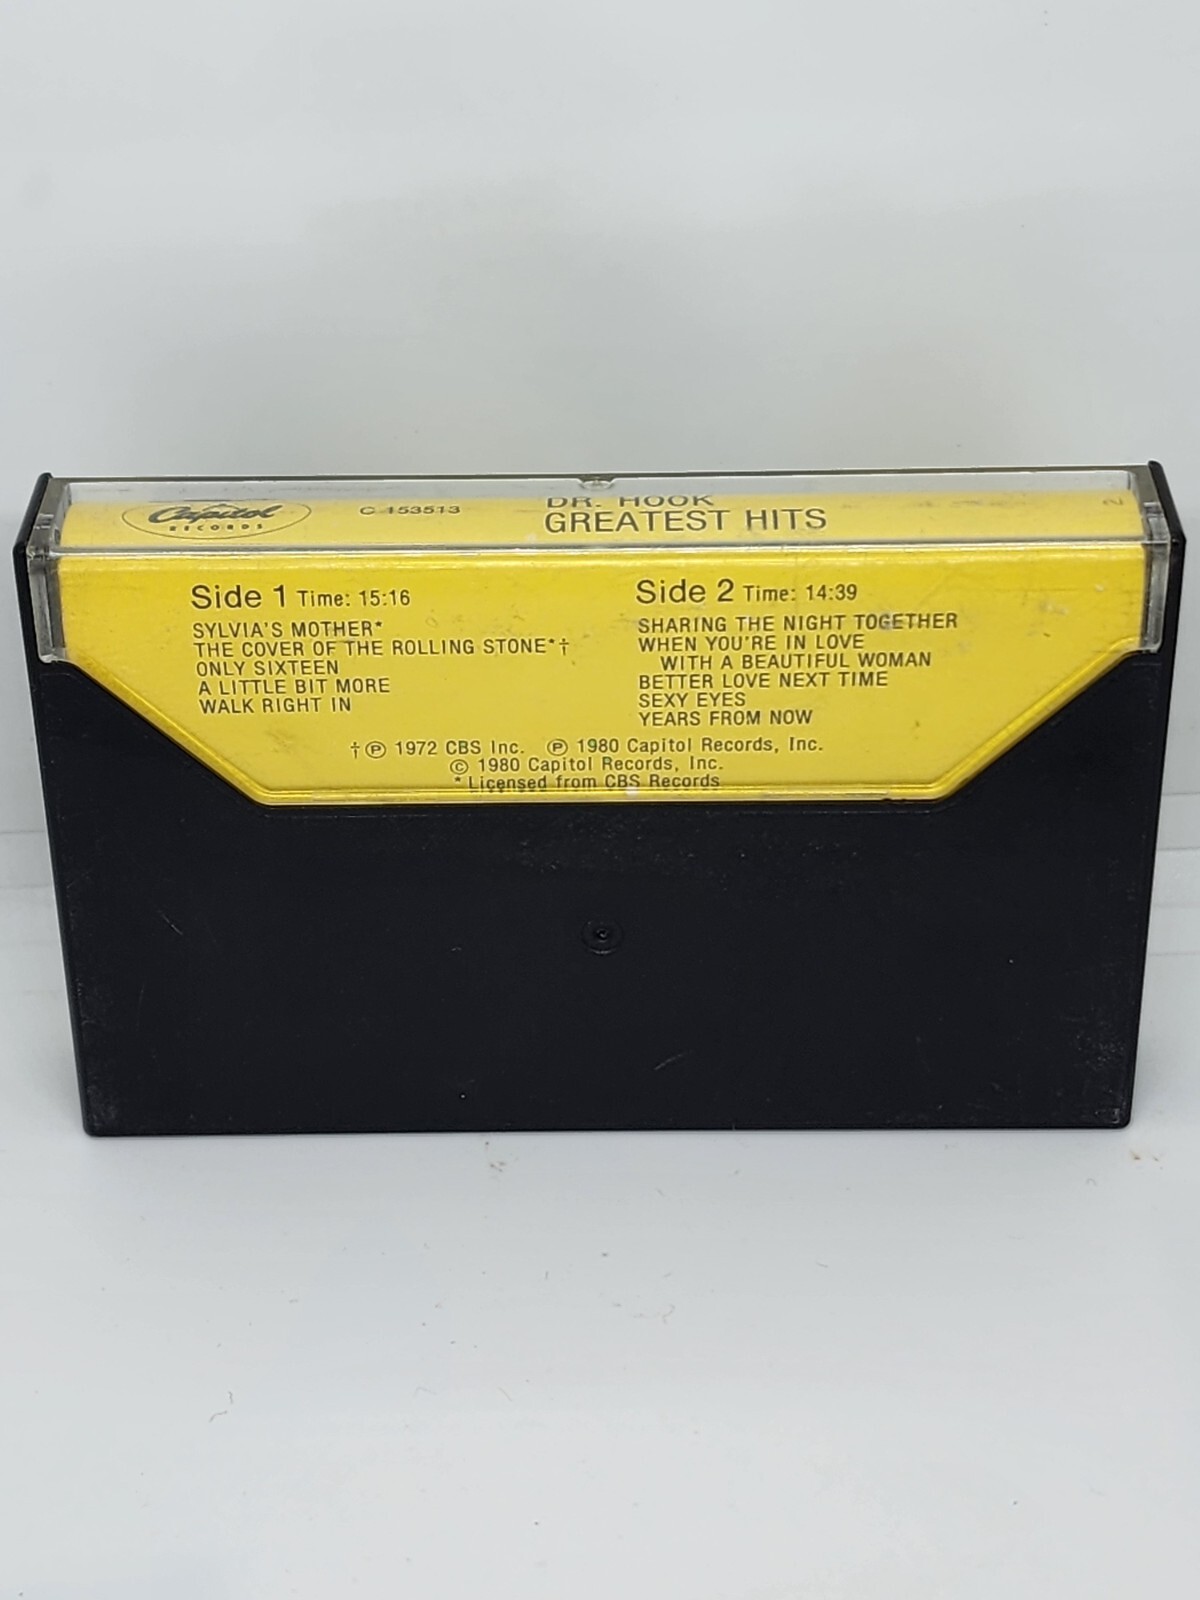 Capitol
RECORDS
C 153513
DR. HOOK
GREATEST HITS
2
Side 1 Time: 15:16
SYLVIA'S MOTHER*
THE COVER OF THE ROLLING STONE*†
ONLY SIXTEEN
A LITTLE BIT MORE
WALK RIGHT IN
Side 2 Time: 14:39
SHARING THE NIGHT TOGETHER
WHEN YOU'RE IN LOVE
WITH A BEAUTIFUL WOMAN
BETTER LOVE NEXT TIME
SEXY EYES
YEARS FROM NOW
†℗ 1972 CBS Inc. ℗ 1980 Capitol Records, Inc.
© 1980 Capitol Records, Inc.
* Licensed from CBS Records